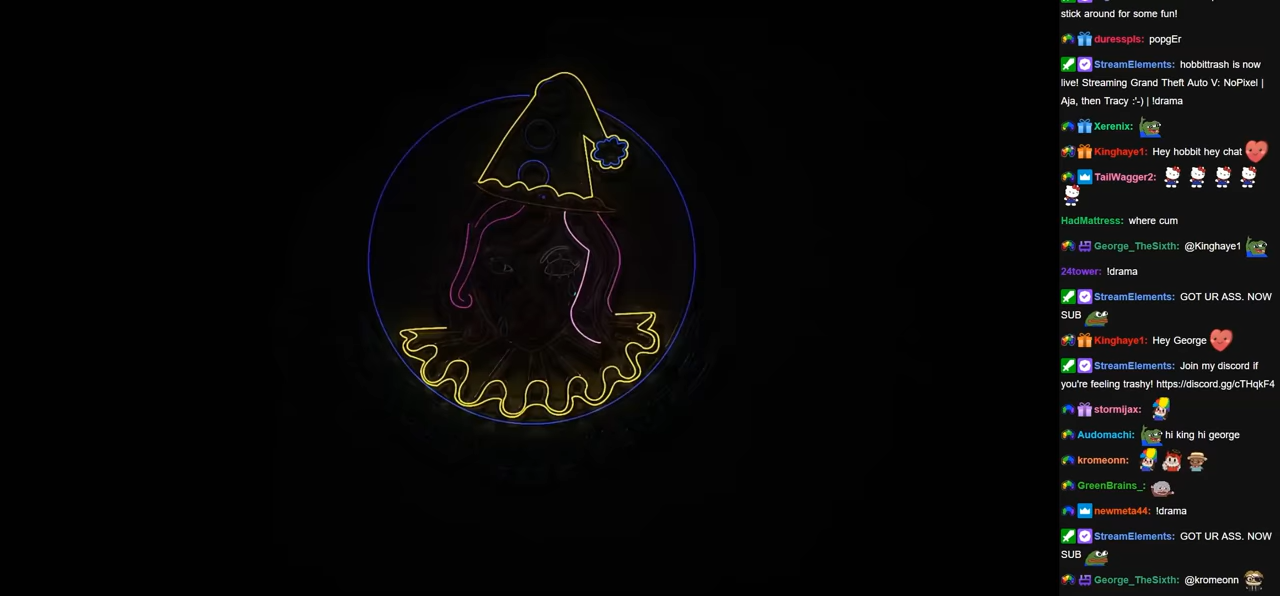 stick around for some fun!
duresspls: popgEr
StreamElements: hobbittrash is now
live! Streaming Grand Theft Auto V: NoPixel |
Aja, then Tracy :'-) | !drama
Xerenix:
Kinghaye1: Hey hobbit hey chat
TailWagger2:
HadMattress: where cum
George_TheSixth: @Kinghaye1
24tower: !drama
StreamElements: GOT UR ASS. NOW
SUB
Kinghaye1: Hey George
StreamElements: Join my discord if
you're feeling trashy! https://discord.gg/cTHqkF4
stormijax:
Audomachi: hi king hi george
kromeonn:
GreenBrains_:
newmeta44: !drama
StreamElements: GOT UR ASS. NOW
SUB
George_TheSixth: @kromeonn